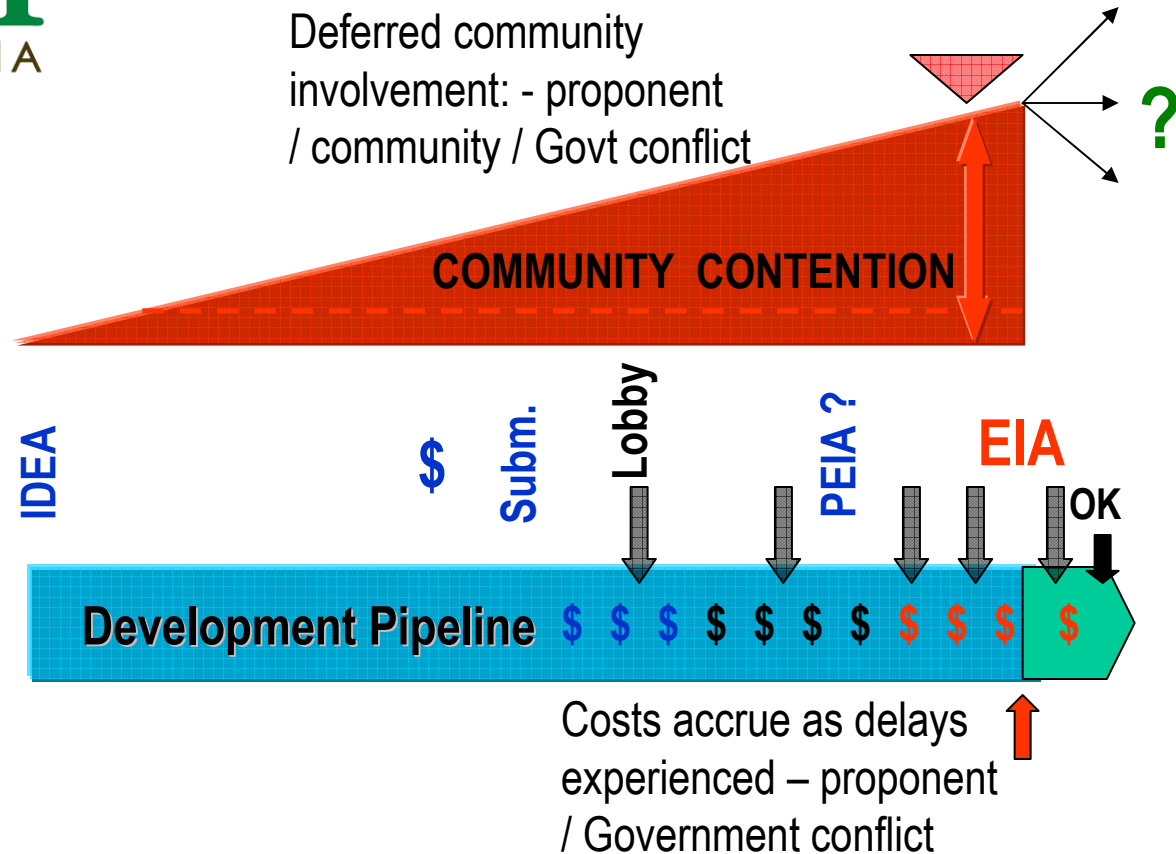 Deferred community
involvement: - proponent
/ community / Govt conflict
?
COMMUNITY CONTENTION
IDEA
$
Subm.
Lobby
PEIA ?
EIA
OK
Development Pipeline $ $ $ $ $ $ $ $ $ $ $
Costs accrue as delays
experienced – proponent
/ Government conflict